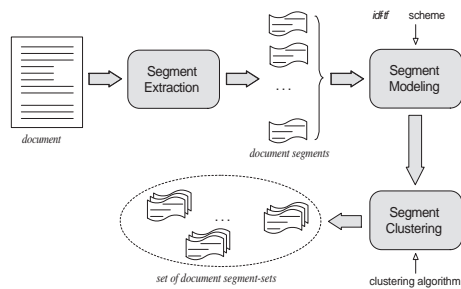 idf·tf scheme
Segment
Extraction
Segment
Modeling
...
document
document segments
Segment
Clustering
...
set of document segment-sets
clustering algorithm